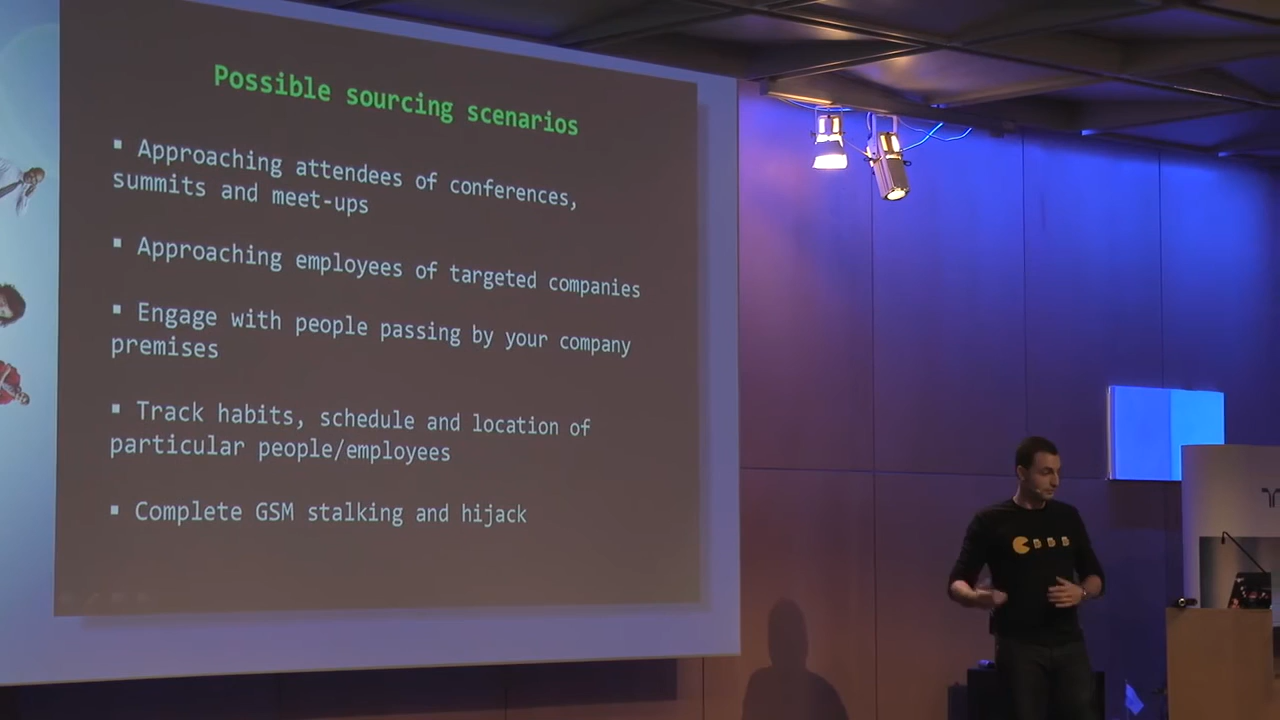 Possible sourcing scenarios
▪ Approaching attendees of conferences,
summits and meet-ups
▪ Approaching employees of targeted companies
▪ Engage with people passing by your company
premises
▪ Track habits, schedule and location of
particular people/employees
▪ Complete GSM stalking and hijack